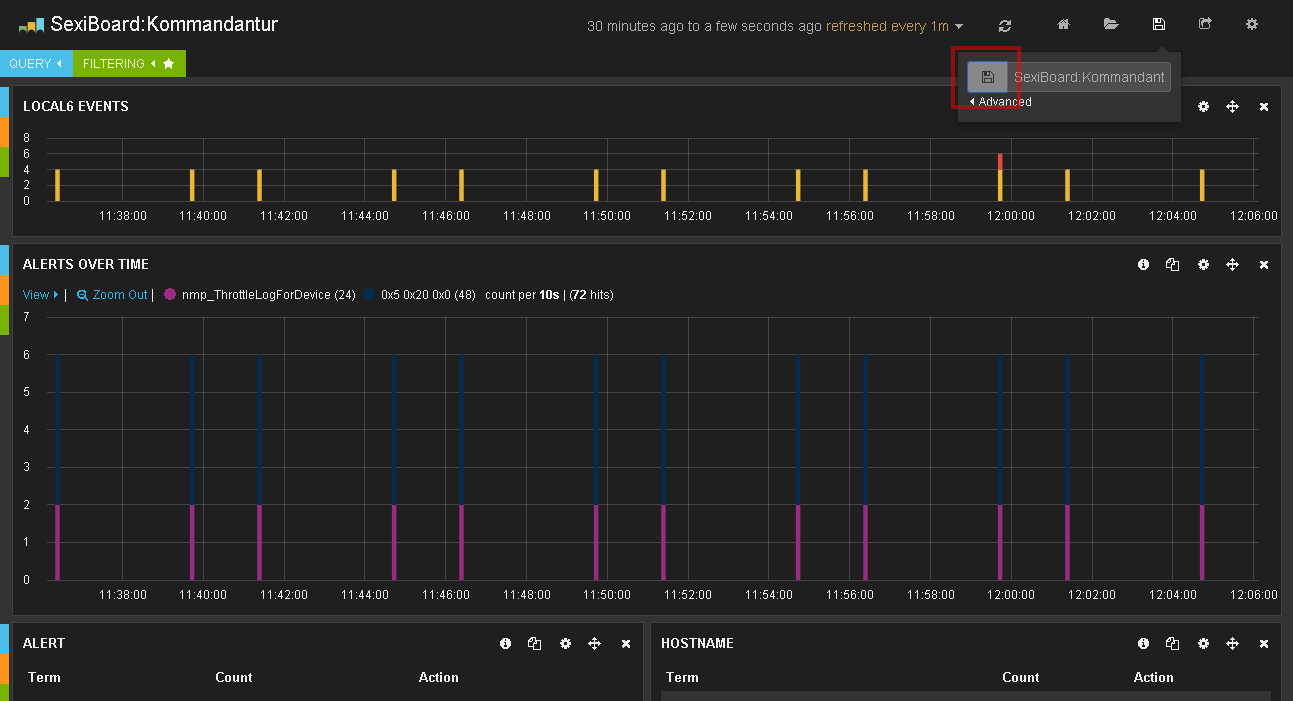 SexiBoard:Kommandantur
30 minutes ago to a few seconds ago refreshed every 1m
QUERY FILTERING
SexiBoard:Kommandant
Advanced
LOCAL6 EVENTS
8
6
4
2
0
11:38:00 11:40:00 11:42:00 11:44:00 11:46:00 11:48:00 11:50:00 11:52:00 11:54:00 11:56:00 11:58:00 12:00:00 12:02:00 12:04:00 12:06:00
ALERTS OVER TIME
View | Zoom Out | nmp_ThrottleLogForDevice (24) 0x5 0x20 0x0 (48) count per 10s | (72 hits)
7
6
5
4
3
2
1
0
11:38:00 11:40:00 11:42:00 11:44:00 11:46:00 11:48:00 11:50:00 11:52:00 11:54:00 11:56:00 11:58:00 12:00:00 12:02:00 12:04:00 12:06:00
ALERT
Term Count Action
HOSTNAME
Term Count Action